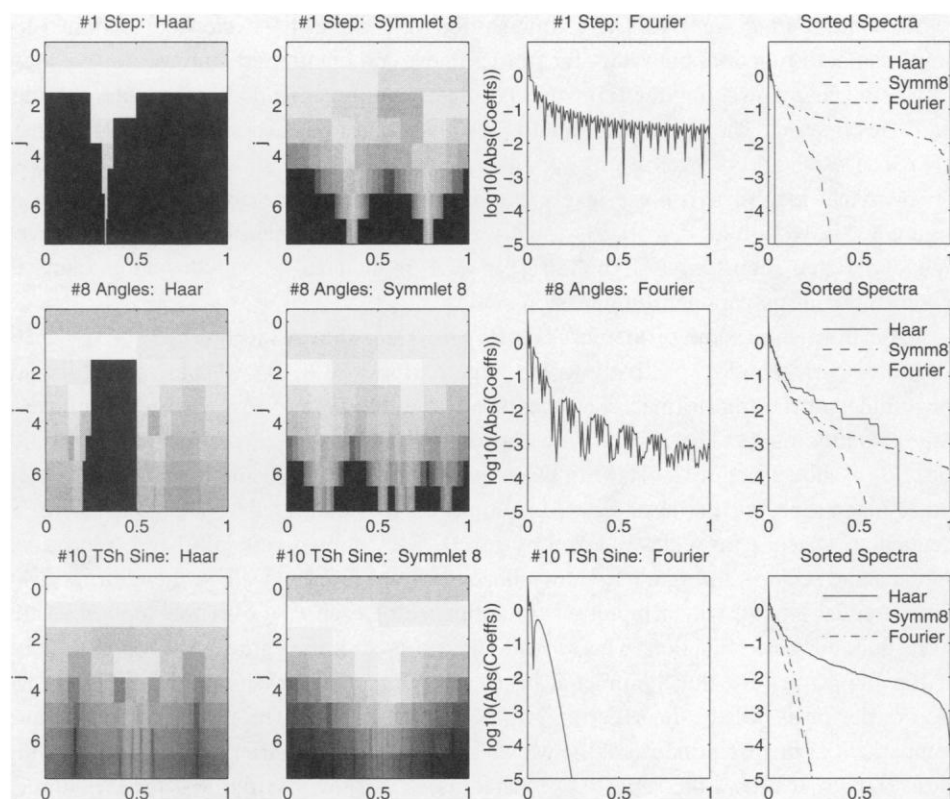 #1 Step: Haar
#1 Step: Symmlet 8
#1 Step: Fourier
Sorted Spectra
0
2
4
6
j
0 0.5 1
0
2
4
6
0 0.5 1
log10(Abs(Coeffs))
1
0
−1
−2
−3
−4
−5
0.5 1
1
0
−1
−2
−3
−4
−5
0.5
Haar
Symm8
Fourier
#8 Angles: Haar
#8 Angles: Symmlet 8
#8 Angles: Fourier
Sorted Spectra
0
2
4
6
j
0 0.5 1
0
2
4
6
0 0.5 1
log10(Abs(Coeffs))
1
0
−1
−2
−3
−4
−5
0.5 1
1
0
−1
−2
−3
−4
−5
0.5
Haar
Symm8
Fourier
#10 TSh Sine: Haar
#10 TSh Sine: Symmlet 8
#10 TSh Sine: Fourier
Sorted Spectra
0
2
4
6
j
0 0.5 1
0
2
4
6
0 0.5 1
log10(Abs(Coeffs))
1
0
−1
−2
−3
−4
−5
0.5 1
1
0
−1
−2
−3
−4
−5
0.5
Haar
Symm8
Fourier